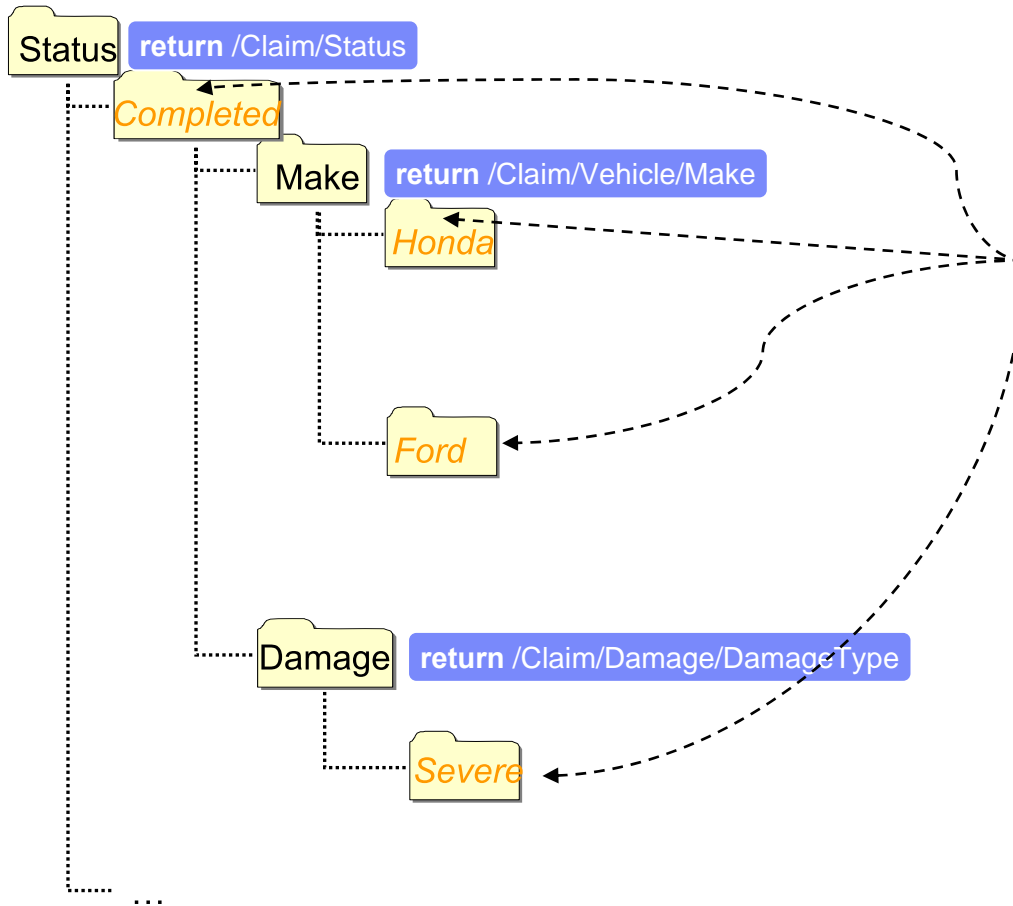 Status
return /Claim/Status
Completed
Make
return /Claim/Vehicle/Make
Honda
Ford
Damage
return /Claim/Damage/DamageType
Severe
...